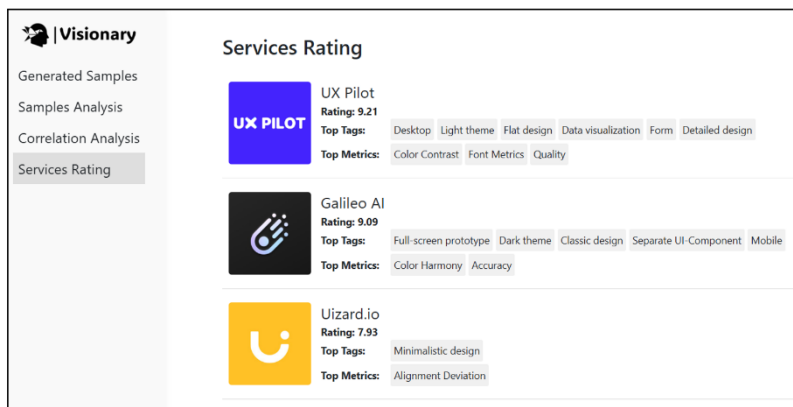 |Visionary
Generated Samples
Samples Analysis
Correlation Analysis
Services Rating
Services Rating
UX PILOT
UX Pilot
Rating: 9.21
Top Tags: Desktop Light theme Flat design Data visualization Form Detailed design
Top Metrics: Color Contrast Font Metrics Quality
Galileo AI
Rating: 9.09
Top Tags: Full-screen prototype Dark theme Classic design Separate UI-Component Mobile
Top Metrics: Color Harmony Accuracy
Uizard.io
Rating: 7.93
Top Tags: Minimalistic design
Top Metrics: Alignment Deviation